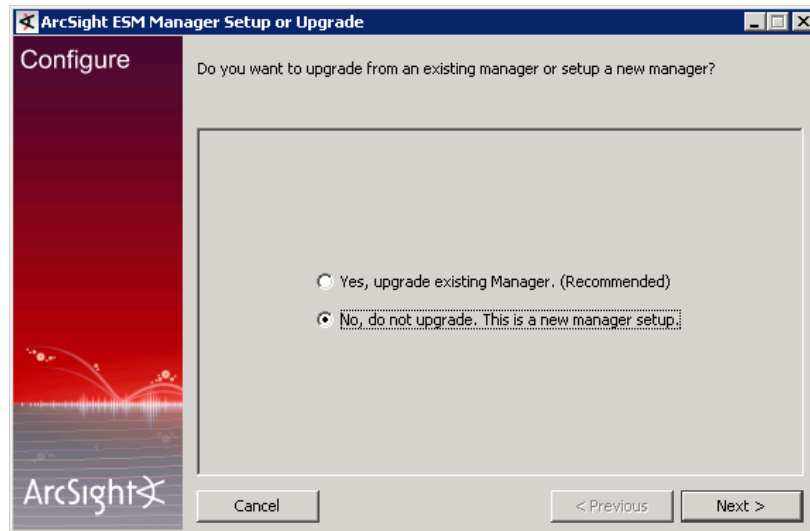 ArcSight ESM Manager Setup or Upgrade
Configure
Do you want to upgrade from an existing manager or setup a new manager?
Yes, upgrade existing Manager. (Recommended)
No, do not upgrade. This is a new manager setup.
ArcSight
Cancel
< Previous
Next >